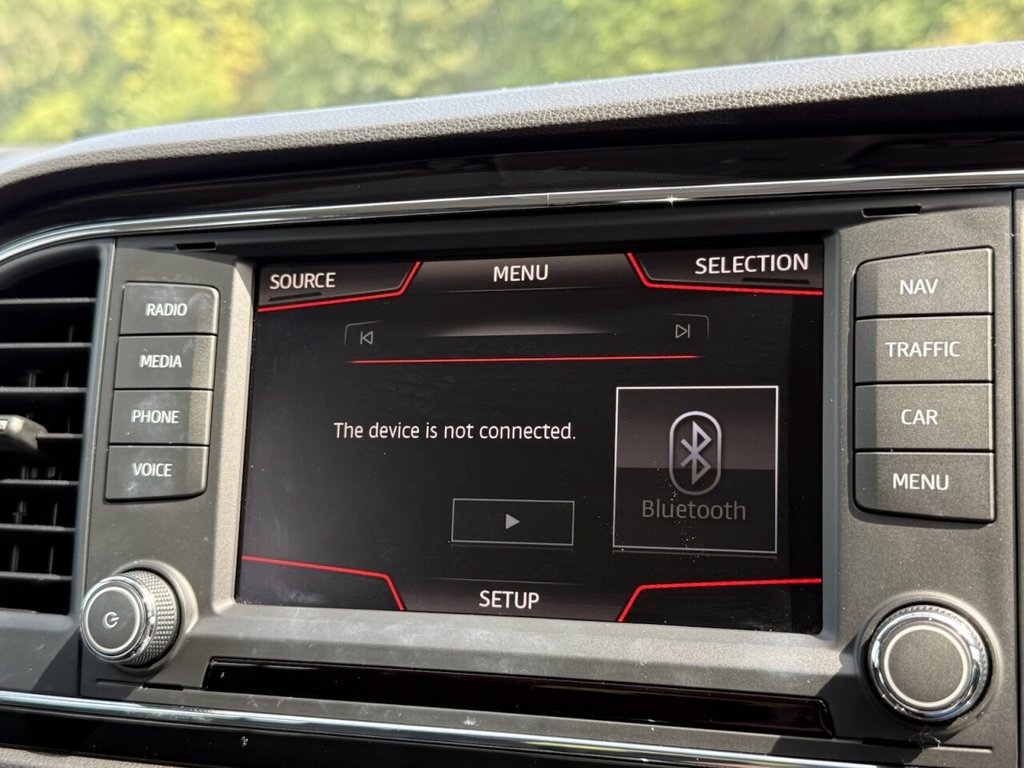 SOURCE
MENU
SELECTION
The device is not connected.
Bluetooth
SETUP
RADIO
MEDIA
PHONE
VOICE
NAV
TRAFFIC
CAR
MENU